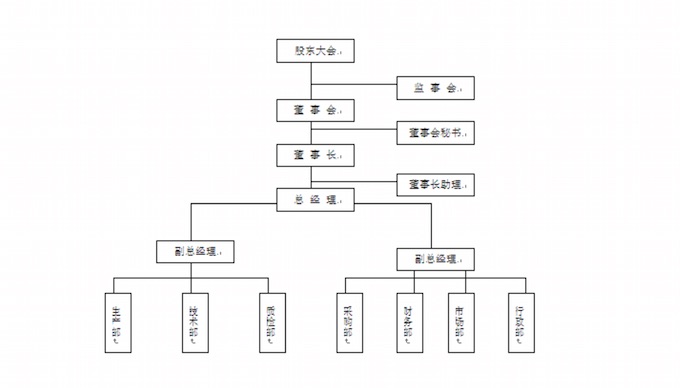 股东大会
监 事 会
董 事 会
董事会秘书
董 事 长
董事长助理
总 经 理
副总经理
副总经理
生产部
技术部
质检部
采购部
财务部
市场部
行政部